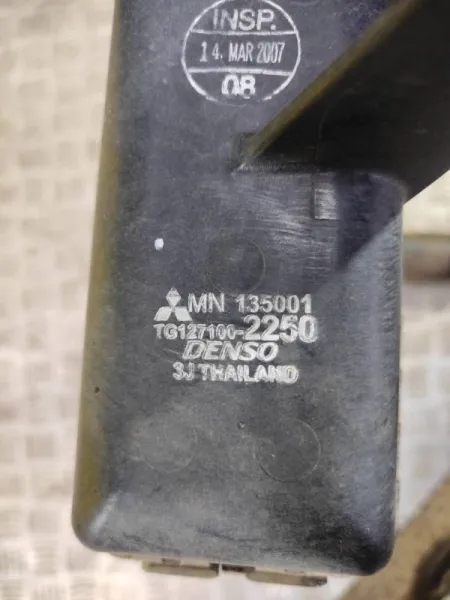 INSP.
14. MAR 2007
08
MN 135001
TG127100-2250
DENSO
3J THAILAND